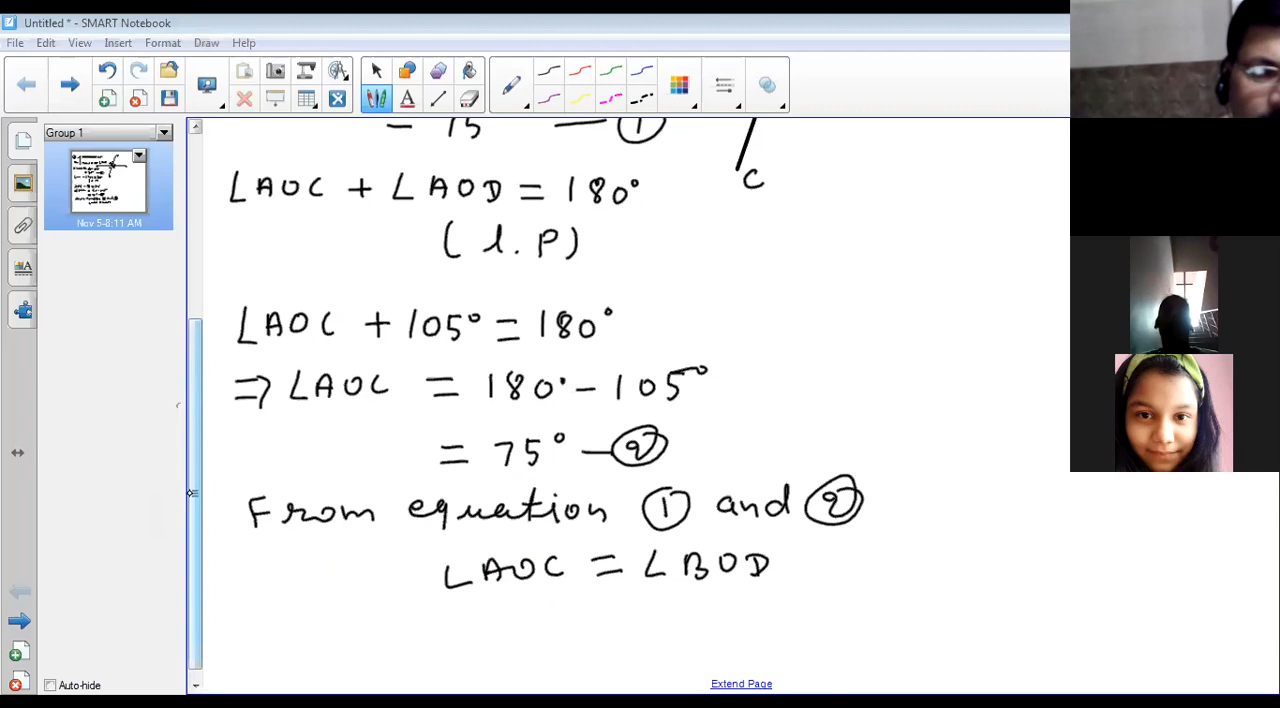 Untitled * - SMART Notebook
File Edit View Insert Format Draw Help
Group 1
Nov 5-8:11 AM
= 75 — ①
C
∠AOC + ∠AOD = 180°
(l.P)
∠AOC + 105° = 180°
⇒ ∠AOC = 180° - 105°
= 75° — ②
From equation ① and ②
∠AOC = ∠BOD
Auto-hide
Extend Page